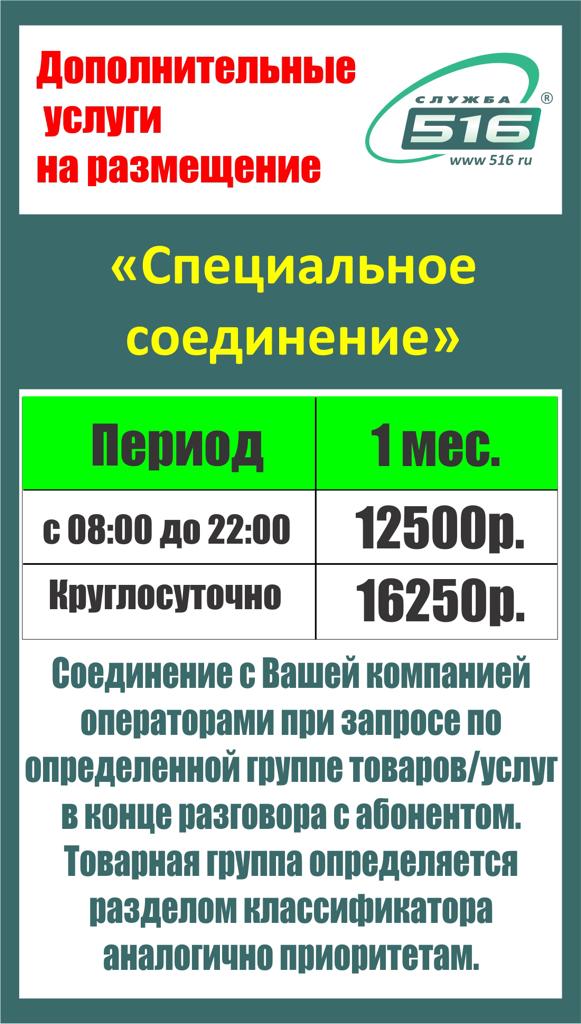 Дополнительные
услуги
на размещение
СЛУЖБА
516®
www 516 ru
«Специальное
соединение»
Период 1 мес.
с 08:00 до 22:00 12500р.
Круглосуточно 16250р.
Соединение с Вашей компанией
операторами при запросе по
определенной группе товаров/услуг
в конце разговора с абонентом.
Товарная группа определяется
разделом классификатора
аналогично приоритетам.